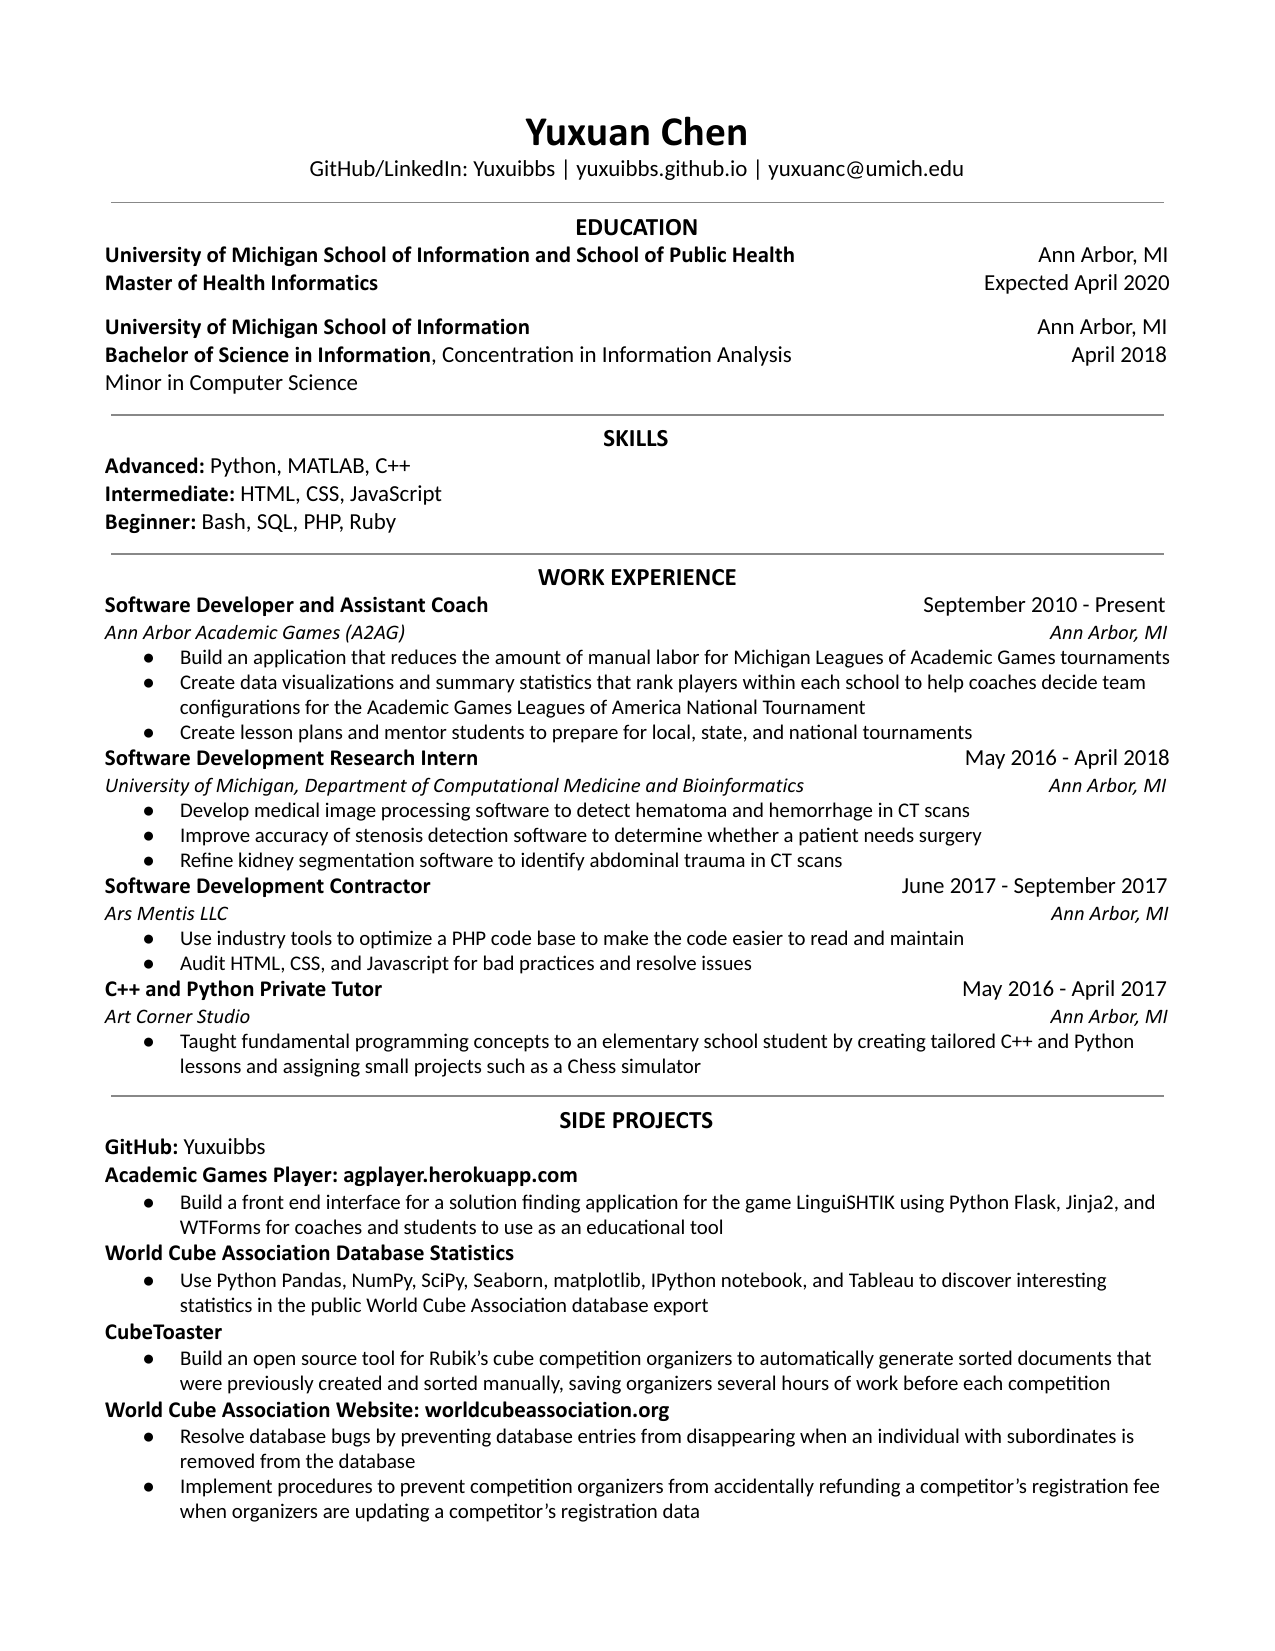 Yuxuan Chen
GitHub/LinkedIn: Yuxuibbs | yuxuibbs.github.io | yuxuanc@umich.edu
EDUCATION
University of Michigan School of Information and School of Public Health Ann Arbor, MI
Master of Health Informatics Expected April 2020
University of Michigan School of Information Ann Arbor, MI
Bachelor of Science in Information, Concentration in Information Analysis April 2018
Minor in Computer Science
SKILLS
Advanced: Python, MATLAB, C++
Intermediate: HTML, CSS, JavaScript
Beginner: Bash, SQL, PHP, Ruby
WORK EXPERIENCE
Software Developer and Assistant Coach September 2010 - Present
Ann Arbor Academic Games (A2AG) Ann Arbor, MI
● Build an application that reduces the amount of manual labor for Michigan Leagues of Academic Games tournaments
● Create data visualizations and summary statistics that rank players within each school to help coaches decide team
configurations for the Academic Games Leagues of America National Tournament
● Create lesson plans and mentor students to prepare for local, state, and national tournaments
Software Development Research Intern May 2016 - April 2018
University of Michigan, Department of Computational Medicine and Bioinformatics Ann Arbor, MI
● Develop medical image processing software to detect hematoma and hemorrhage in CT scans
● Improve accuracy of stenosis detection software to determine whether a patient needs surgery
● Refine kidney segmentation software to identify abdominal trauma in CT scans
Software Development Contractor June 2017 - September 2017
Ars Mentis LLC Ann Arbor, MI
● Use industry tools to optimize a PHP code base to make the code easier to read and maintain
● Audit HTML, CSS, and Javascript for bad practices and resolve issues
C++ and Python Private Tutor May 2016 - April 2017
Art Corner Studio Ann Arbor, MI
● Taught fundamental programming concepts to an elementary school student by creating tailored C++ and Python
lessons and assigning small projects such as a Chess simulator
SIDE PROJECTS
GitHub: Yuxuibbs
Academic Games Player: agplayer.herokuapp.com
● Build a front end interface for a solution finding application for the game LinguiSHTIK using Python Flask, Jinja2, and
WTForms for coaches and students to use as an educational tool
World Cube Association Database Statistics
● Use Python Pandas, NumPy, SciPy, Seaborn, matplotlib, IPython notebook, and Tableau to discover interesting
statistics in the public World Cube Association database export
CubeToaster
● Build an open source tool for Rubik’s cube competition organizers to automatically generate sorted documents that
were previously created and sorted manually, saving organizers several hours of work before each competition
World Cube Association Website: worldcubeassociation.org
● Resolve database bugs by preventing database entries from disappearing when an individual with subordinates is
removed from the database
● Implement procedures to prevent competition organizers from accidentally refunding a competitor’s registration fee
when organizers are updating a competitor’s registration data